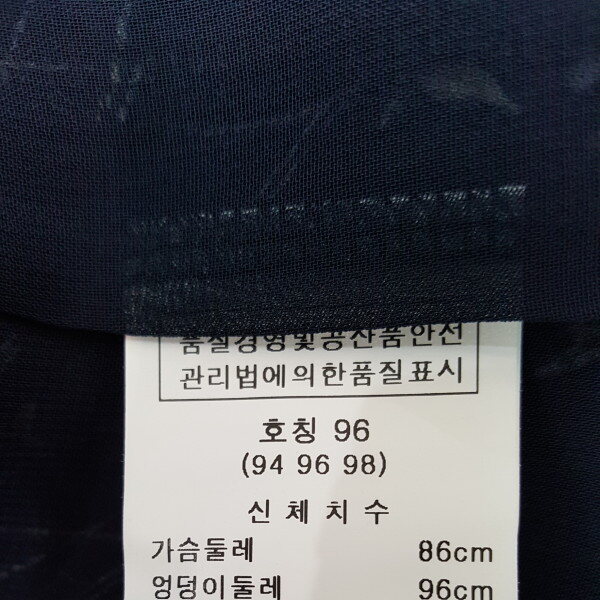 품질경영및공산품안전
관리법에의한품질표시
호칭 96
(94 96 98)
신체치수
가슴둘레 86cm
엉덩이둘레 96cm